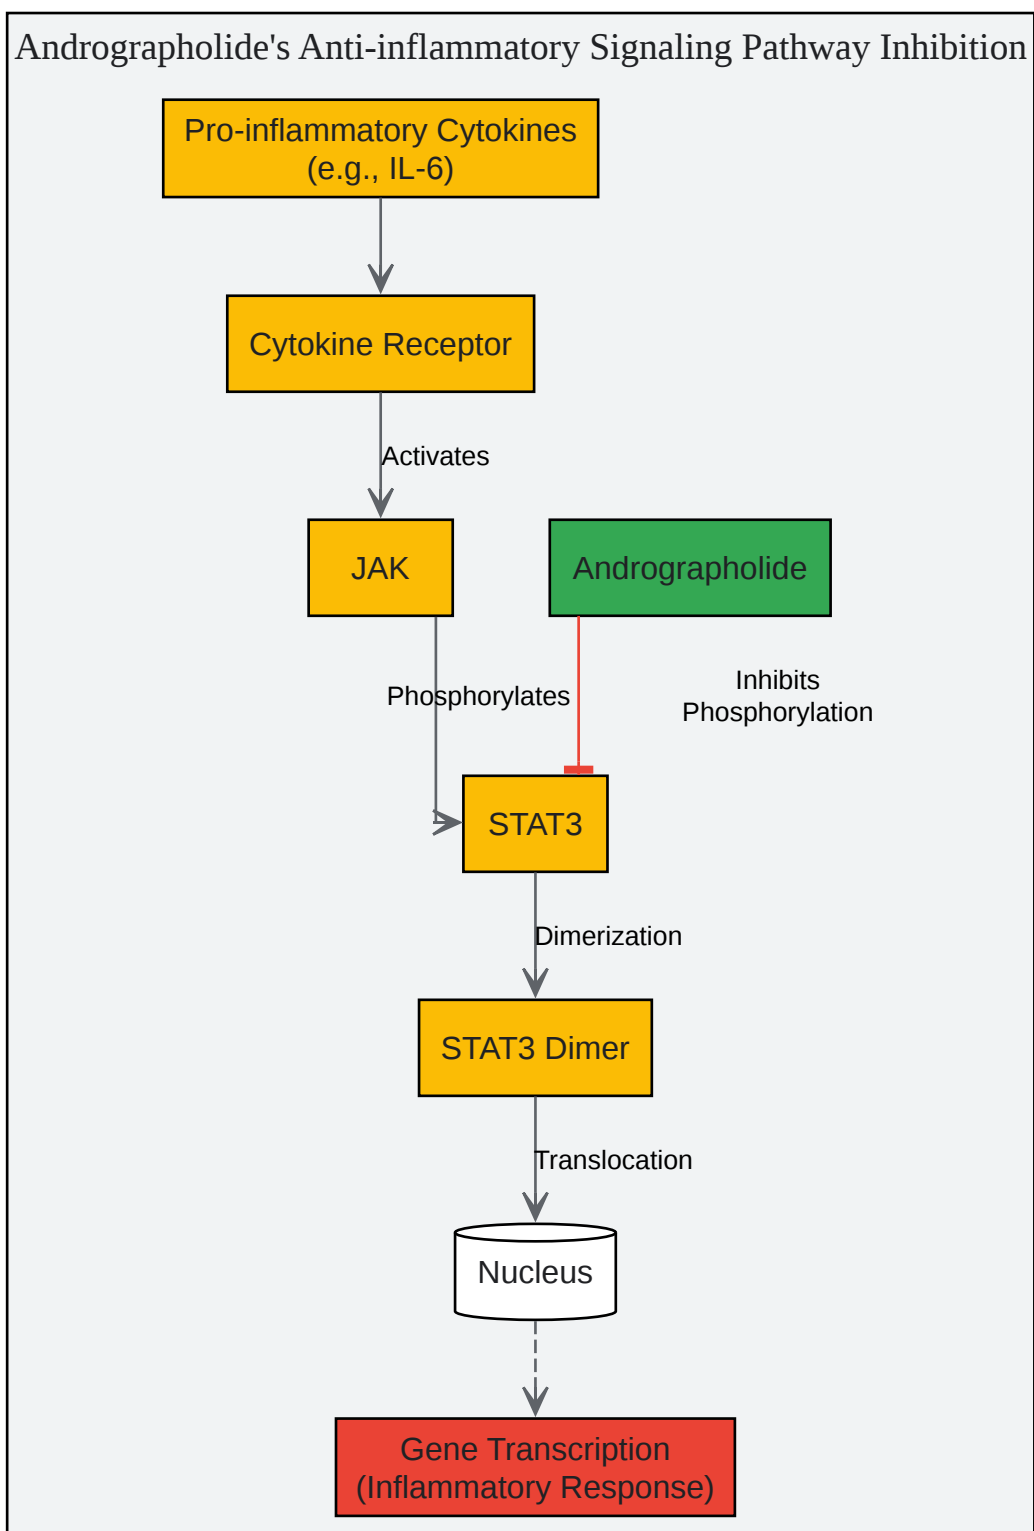 Andrographolide's Anti-inflammatory Signaling Pathway Inhibition
Pro-inflammatory Cytokines
(e.g., IL-6)
Cytokine Receptor
Activates
JAK
Andrographolide
Phosphorylates
Inhibits
Phosphorylation
STAT3
Dimerization
STAT3 Dimer
Translocation
Nucleus
Gene Transcription
(Inflammatory Response)